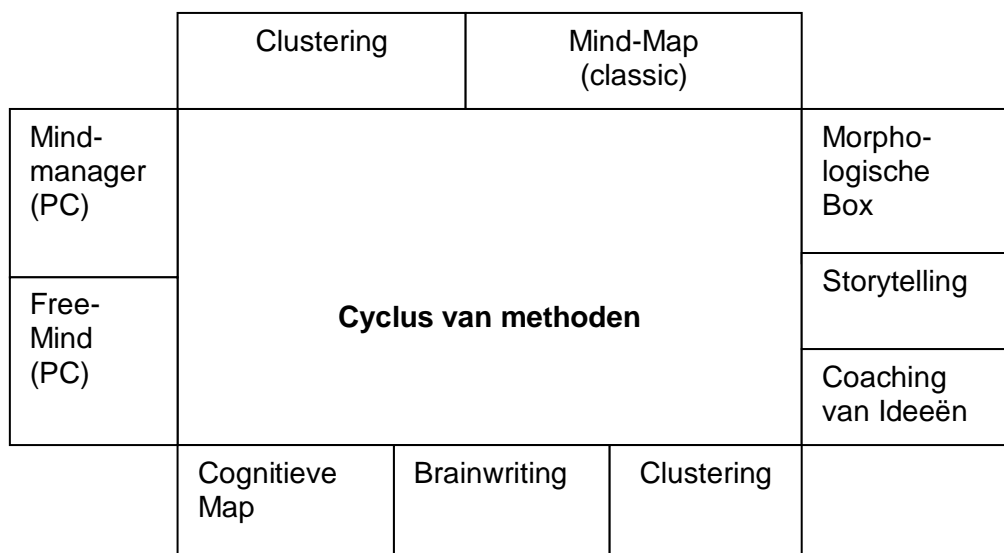 Clustering
Mind-Map
(classic)
Mind-
manager
(PC)
Morpho-
logische
Box
Free-
Mind
(PC)
Cyclus van methoden
Storytelling
Coaching
van Ideeën
Cognitieve
Map
Brainwriting
Clustering